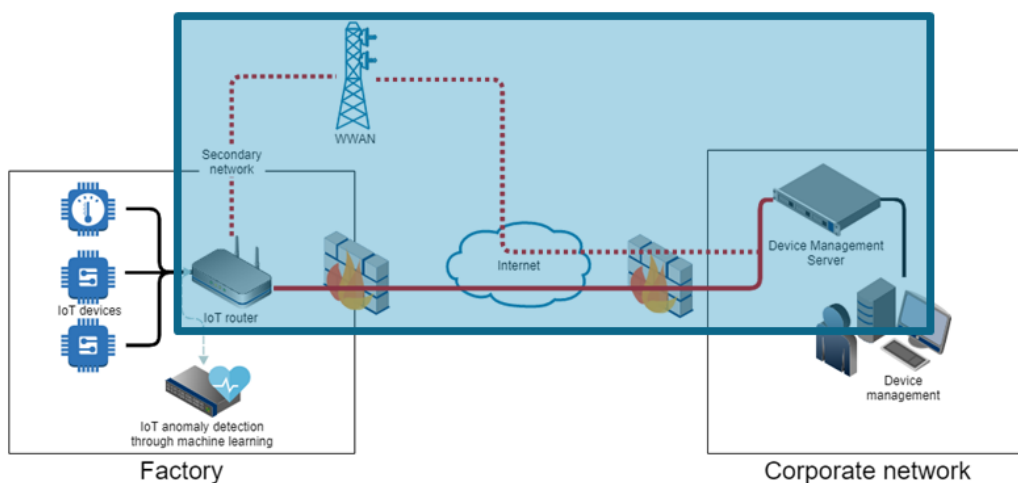 WWAN
Secondary
network
Internet
IoT devices
IoT router
Device Management
Server
Device
management
IoT anomaly detection
through machine learning
Factory
Corporate network